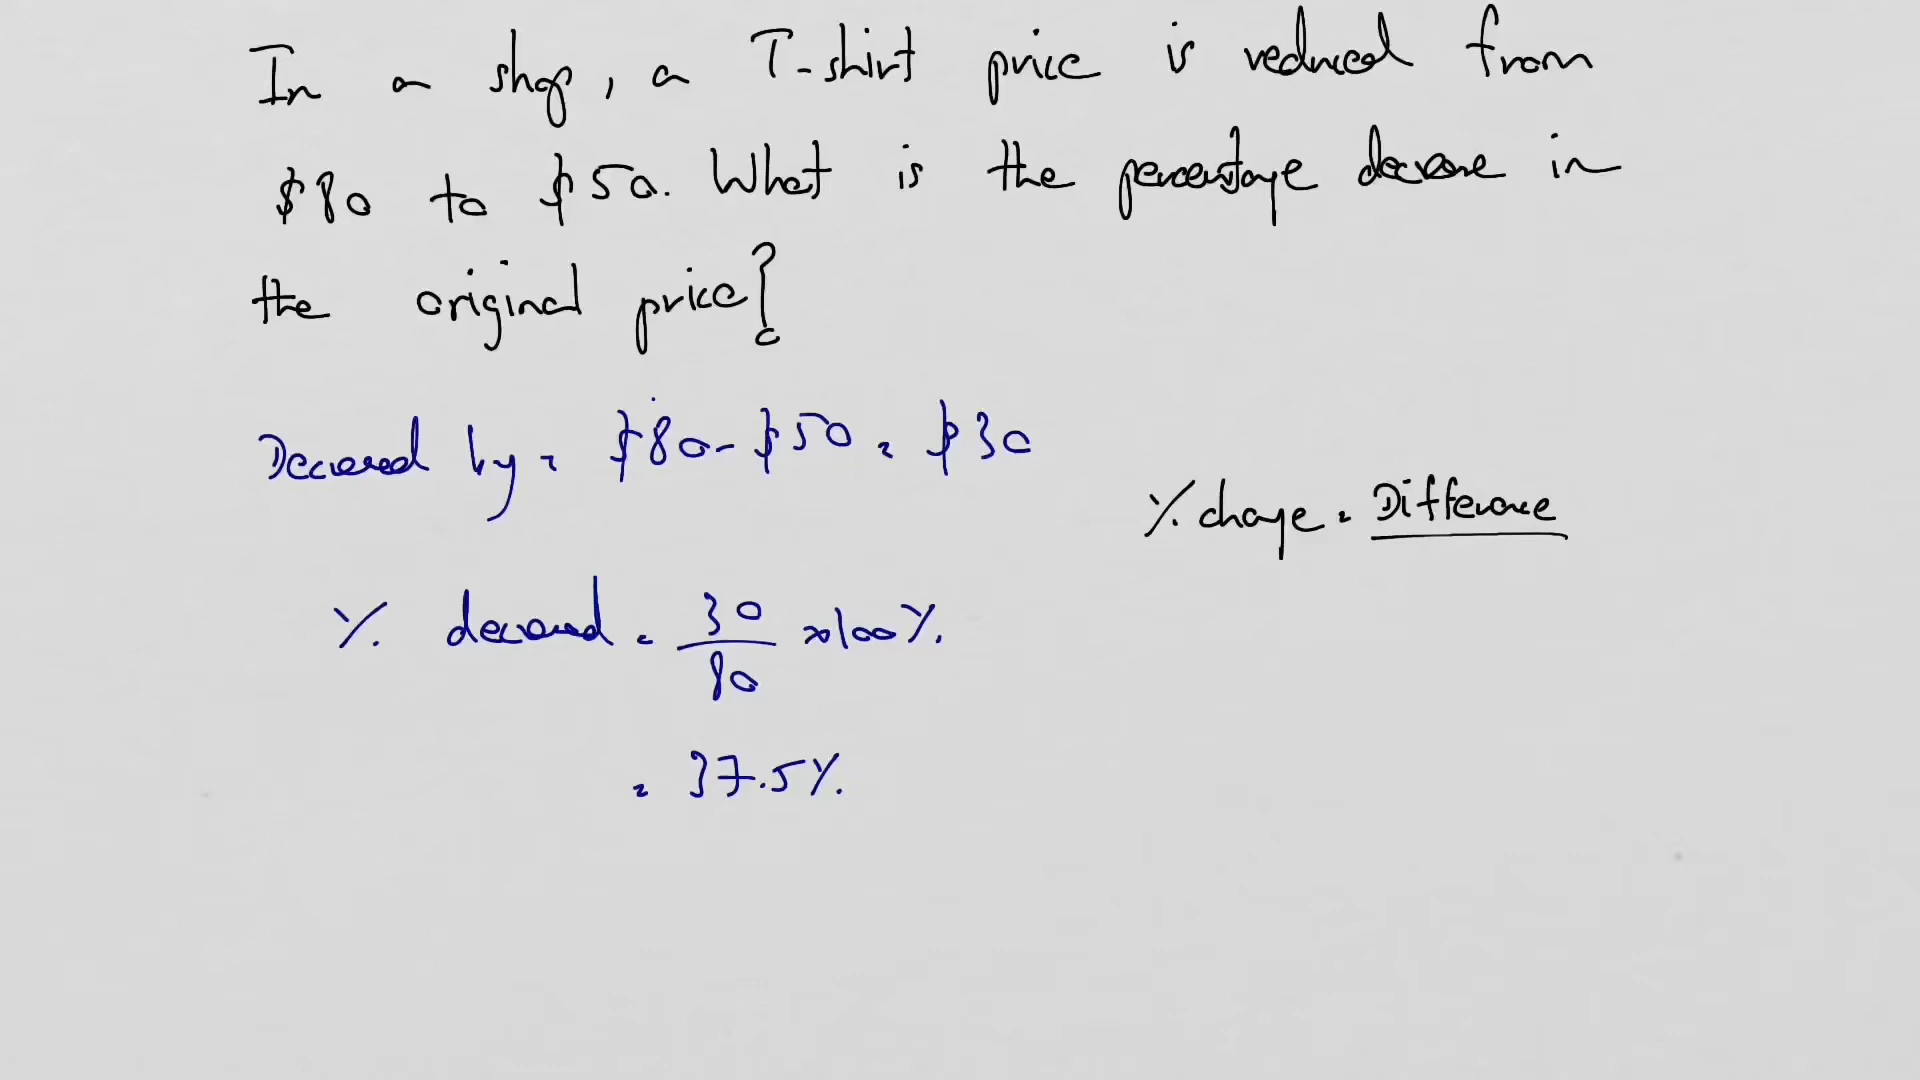 In a shop, a T-shirt price is reduced from
$80 to $50. What is the percentage decrease in
the original price?
Decreased by = $80 - $50 = $30
% change = Difference
% decreased = 30/80 x100%
= 37.5%